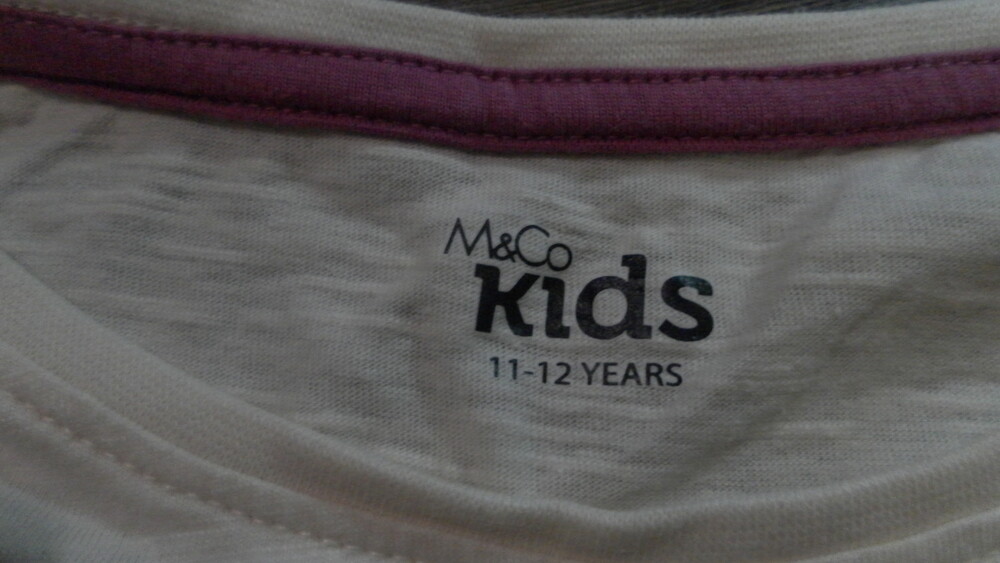 M&Co
kids
11-12 YEARS